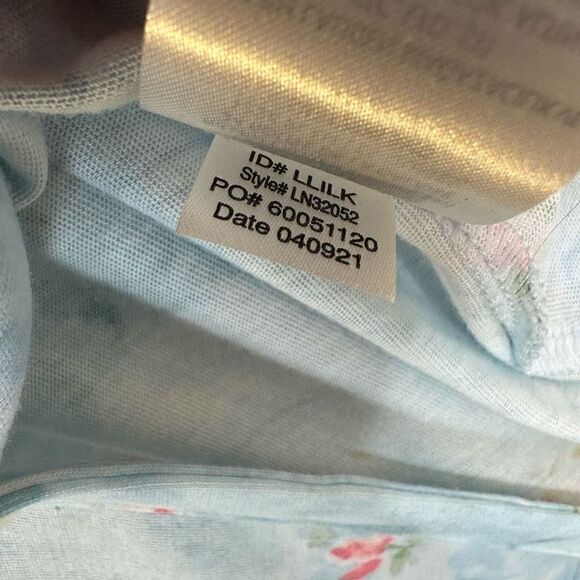 ID# LLILK
Style# LN32052
PO# 60051120
Date 040921